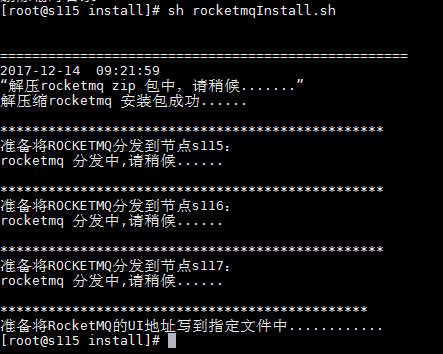 [root@s115 install]# sh rocketmqInstall.sh
===================================================
2017-12-14  09:21:59
“解压rocketmq zip 包中，请稍候.......”
解压缩rocketmq 安装包成功......
************************************************
准备将ROCKETMQ分发到节点s115：
rocketmq 分发中,请稍候......
************************************************
准备将ROCKETMQ分发到节点s116：
rocketmq 分发中,请稍候......
************************************************
准备将ROCKETMQ分发到节点s117：
rocketmq 分发中,请稍候......
**********************************************
准备将RocketMQ的UI地址写到指定文件中............
[root@s115 install]#